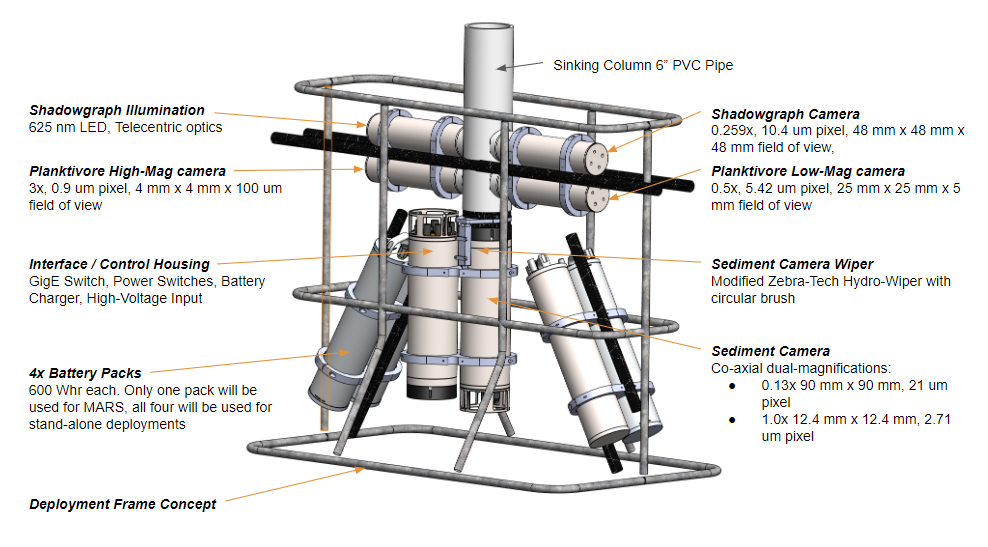 Sinking Column 6” PVC Pipe
Shadowgraph Illumination
625 nm LED, Telecentric optics
Planktivore High-Mag camera
3x, 0.9 um pixel, 4 mm x 4 mm x 100 um
field of view
Interface / Control Housing
GigE Switch, Power Switches, Battery
Charger, High-Voltage Input
4x Battery Packs
600 Whr each. Only one pack will be
used for MARS, all four will be used for
stand-alone deployments
Deployment Frame Concept
Shadowgraph Camera
0.259x, 10.4 um pixel, 48 mm x 48 mm x
48 mm field of view,
Planktivore Low-Mag camera
0.5x, 5.42 um pixel, 25 mm x 25 mm x 5
mm field of view
Sediment Camera Wiper
Modified Zebra-Tech Hydro-Wiper with
circular brush
Sediment Camera
Co-axial dual-magnifications:
● 0.13x 90 mm x 90 mm, 21 um
pixel
● 1.0x 12.4 mm x 12.4 mm, 2.71
um pixel